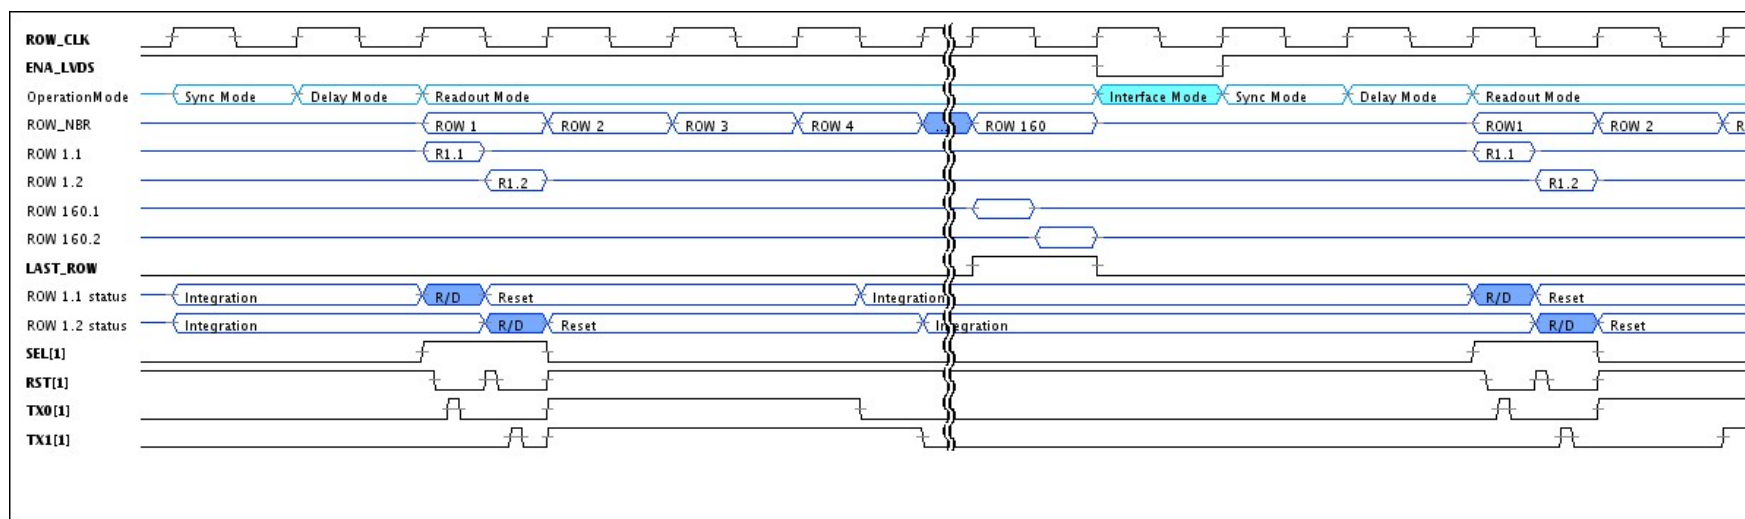 ROW_CLK
ENA_LVDS
OperationMode Sync Mode Delay Mode Readout Mode Interface Mode Sync Mode Delay Mode Readout Mode
ROW_NBR ROW 1 ROW 2 ROW 3 ROW 4 ... ROW 160 ROW1 ROW 2 R
ROW 1.1 R1.1 R1.1
ROW 1.2 R1.2 R1.2
ROW 160.1
ROW 160.2
LAST_ROW
ROW 1.1 status Integration R/D Reset Integration R/D Reset
ROW 1.2 status Integration R/D Reset Integration R/D Reset
SEL[1]
RST[1]
TX0[1]
TX1[1]